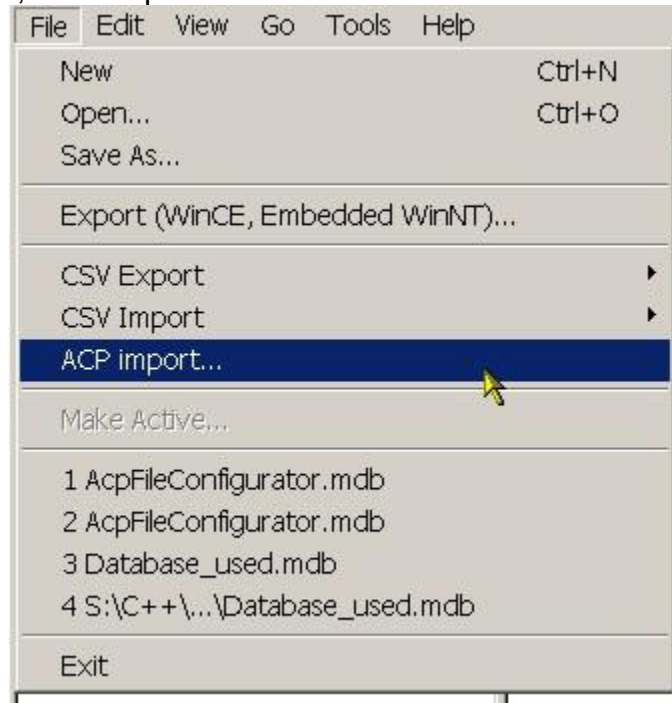 File Edit View Go Tools Help
New Ctrl+N
Open... Ctrl+O
Save As...
Export (WinCE, Embedded WinNT)...
CSV Export
CSV Import
ACP import...
Make Active...
1 AcpFileConfigurator.mdb
2 AcpFileConfigurator.mdb
3 Database_used.mdb
4 S:\C++\...\Database_used.mdb
Exit